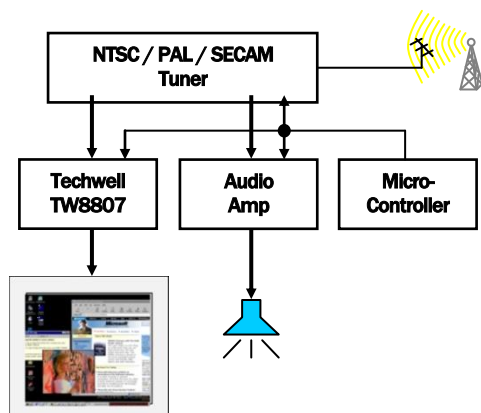 NTSC / PAL / SECAM
Tuner
Techwell
TW8807
Audio
Amp
Micro-
Controller